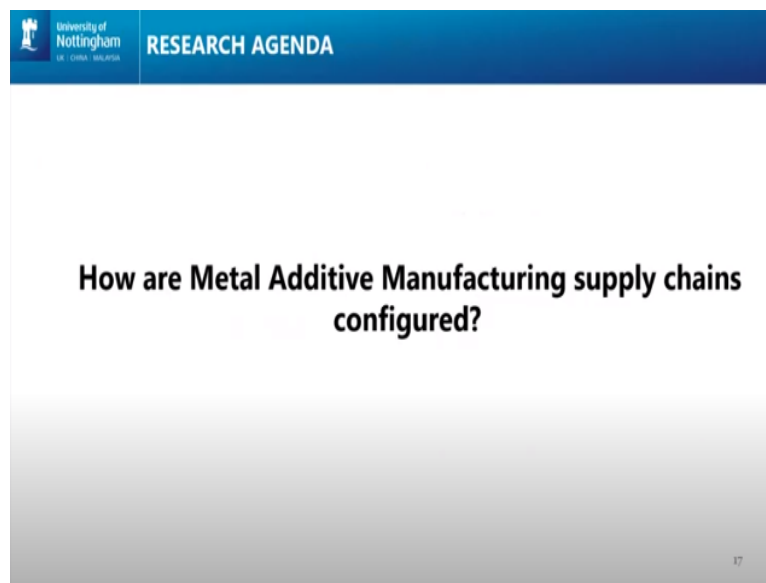 University of
Nottingham
UK | CHINA | MALAYSIA
RESEARCH AGENDA
How are Metal Additive Manufacturing supply chains
configured?
17